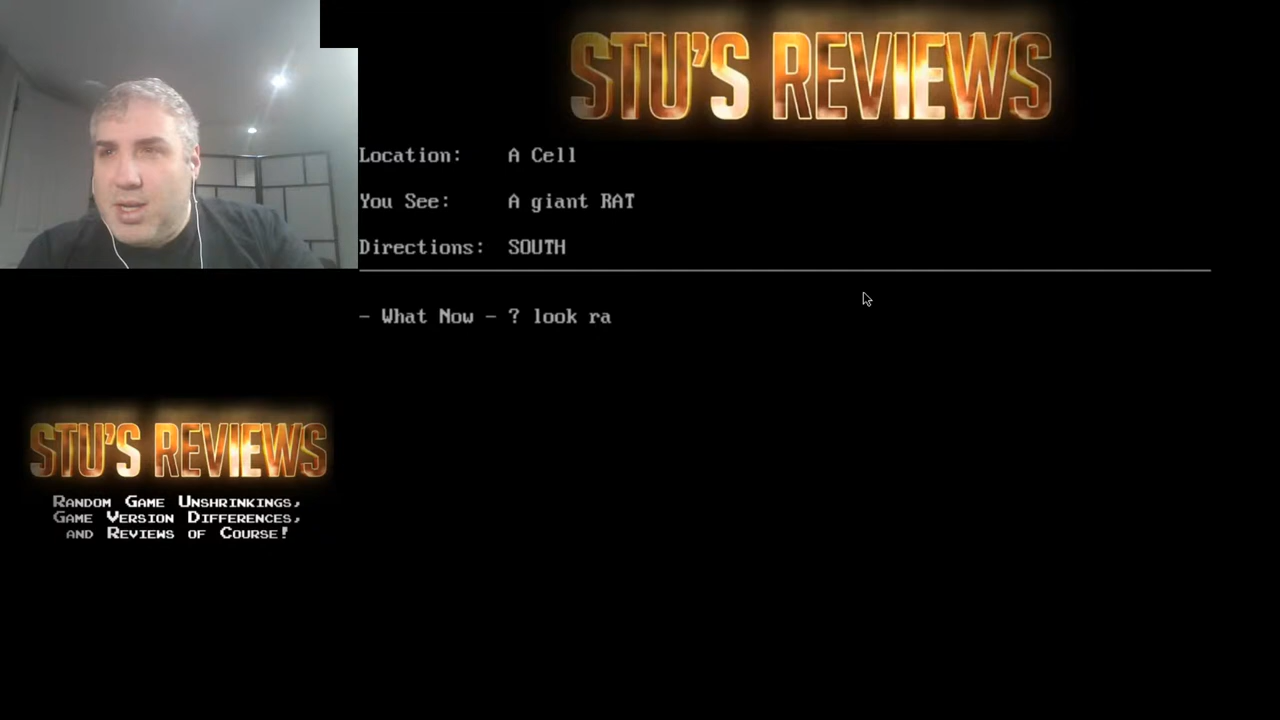 STU'S REVIEWS
Location: A Cell
You See: A giant RAT
Directions: SOUTH
- What Now - ? look ra
STU'S REVIEWS
Random Game Unshrinkings,
Game Version Differences,
and Reviews of Course!